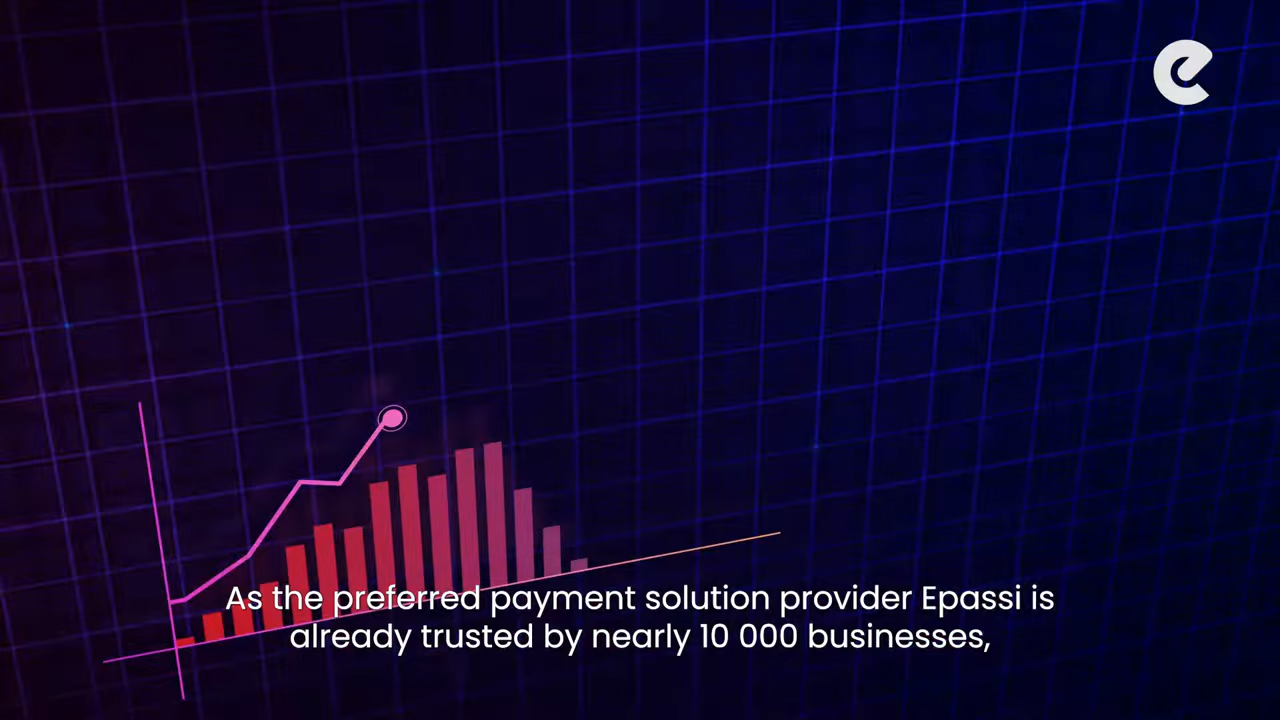 As the preferred payment solution provider Epassi is
already trusted by nearly 10 000 businesses,